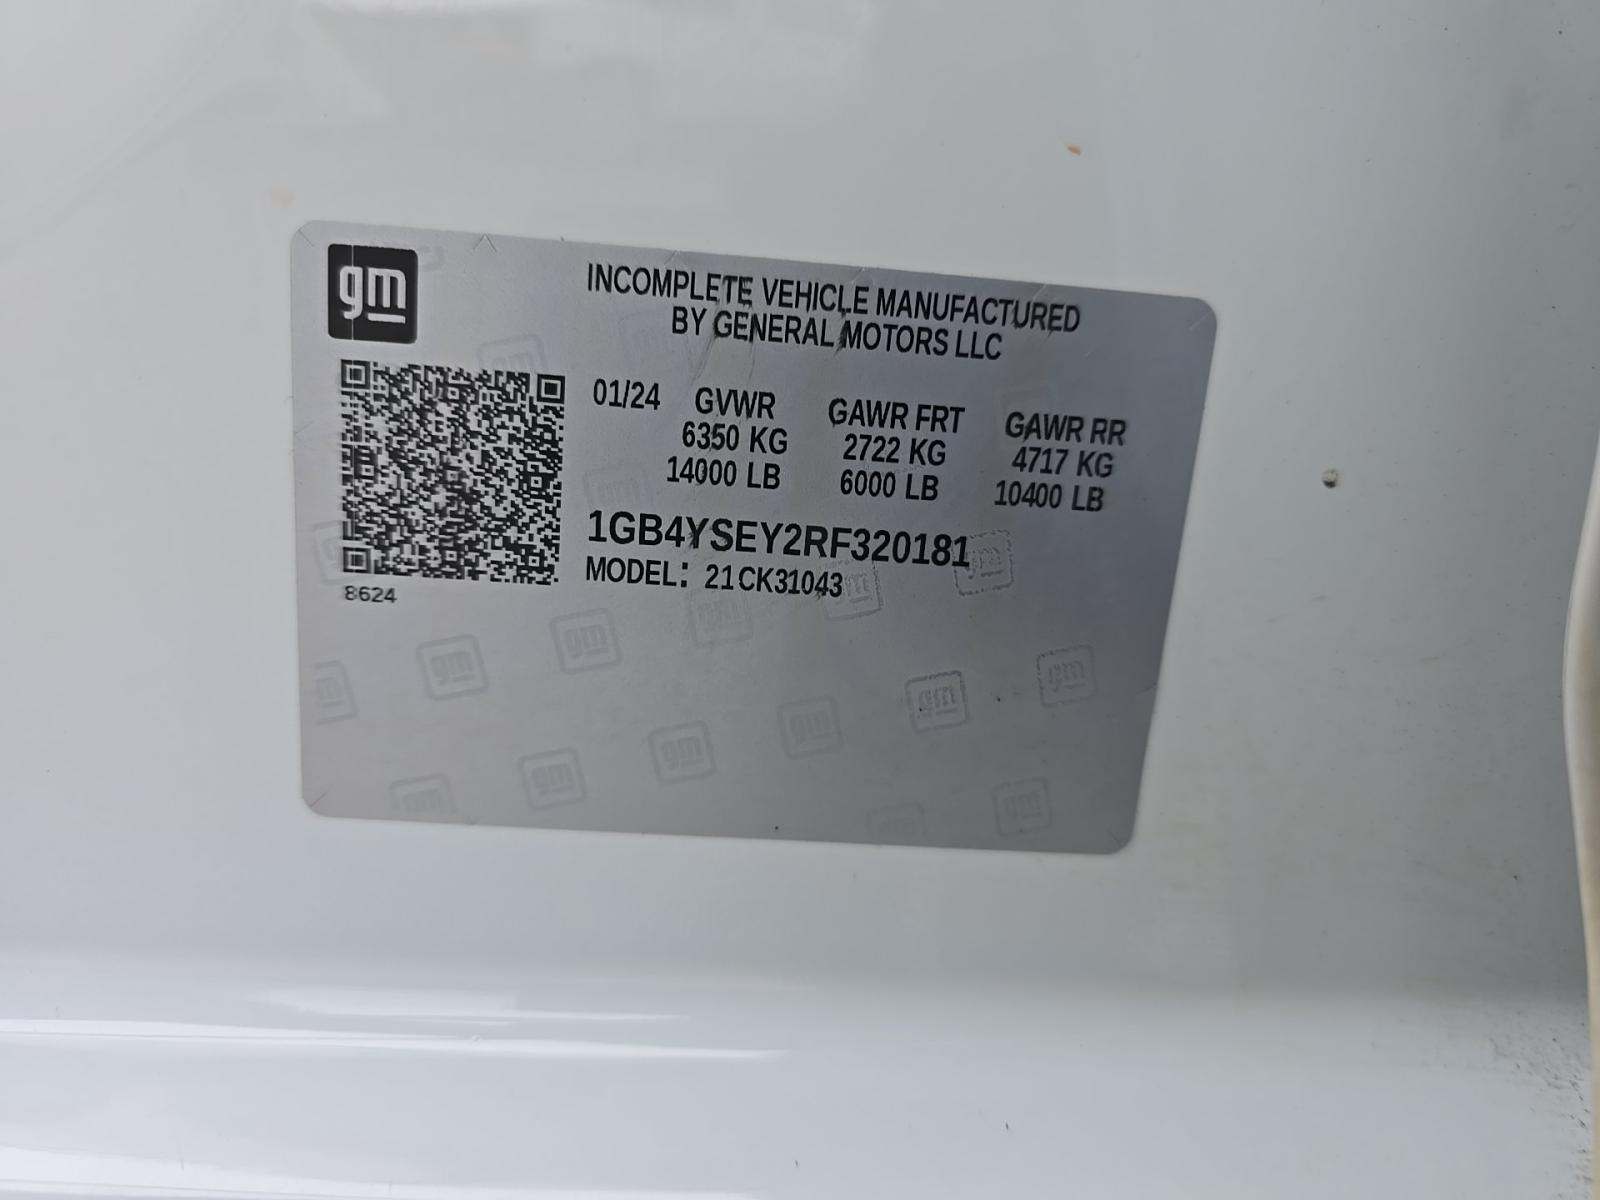 gm
INCOMPLETE VEHICLE MANUFACTURED
BY GENERAL MOTORS LLC
01/24 GVWR GAWR FRT GAWR RR
6350 KG 2722 KG 4717 KG
14000 LB 6000 LB 10400 LB
1GB4YSEY2RF320181
MODEL: 21CK31043
8624